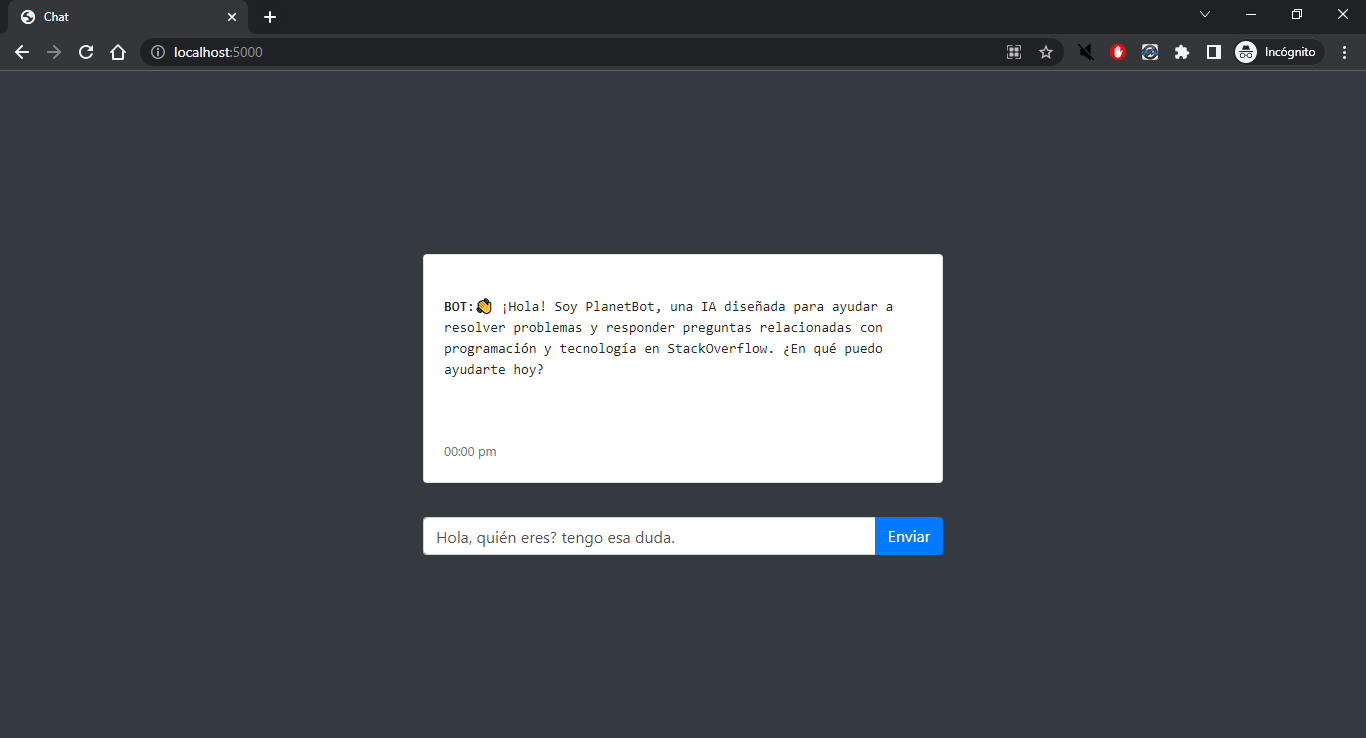 Chat
localhost:5000
Incógnito
BOT:👏 ¡Hola! Soy PlanetBot, una IA diseñada para ayudar a
resolver problemas y responder preguntas relacionadas con
programación y tecnología en StackOverflow. ¿En qué puedo
ayudarte hoy?
00:00 pm
Hola, quién eres? tengo esa duda.
Enviar